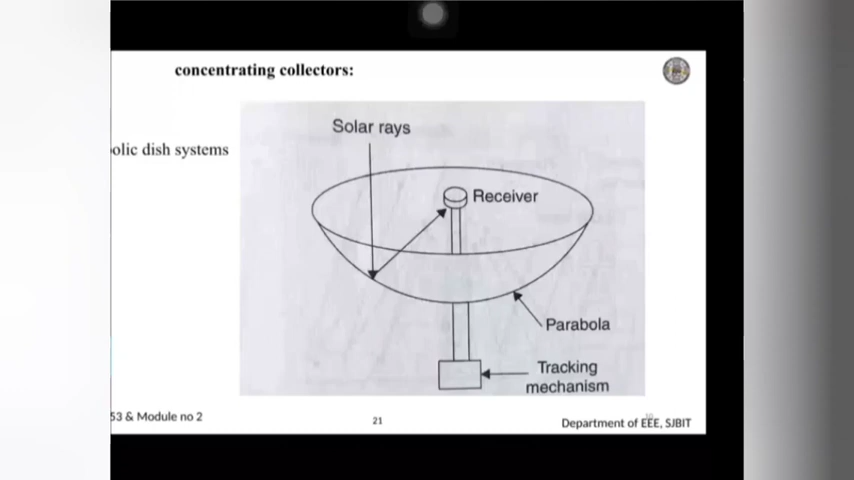 concentrating collectors:
olic dish systems
Solar rays
Receiver
Parabola
Tracking
mechanism
53 & Module no 2
21
Department of EEE, SJBIT